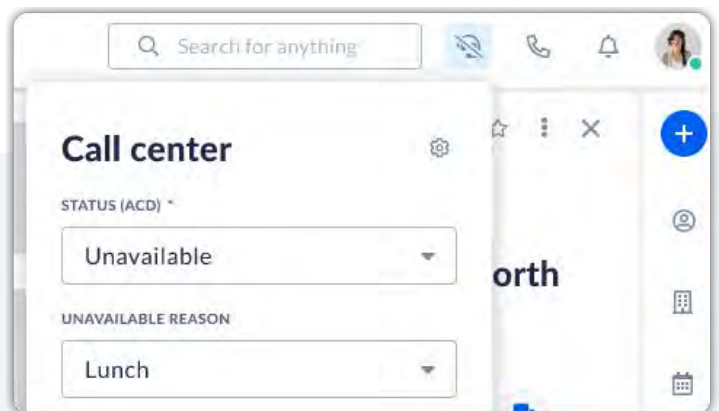 Search for anything
Call center
STATUS (ACD) *
Unavailable
orth
UNAVAILABLE REASON
Lunch